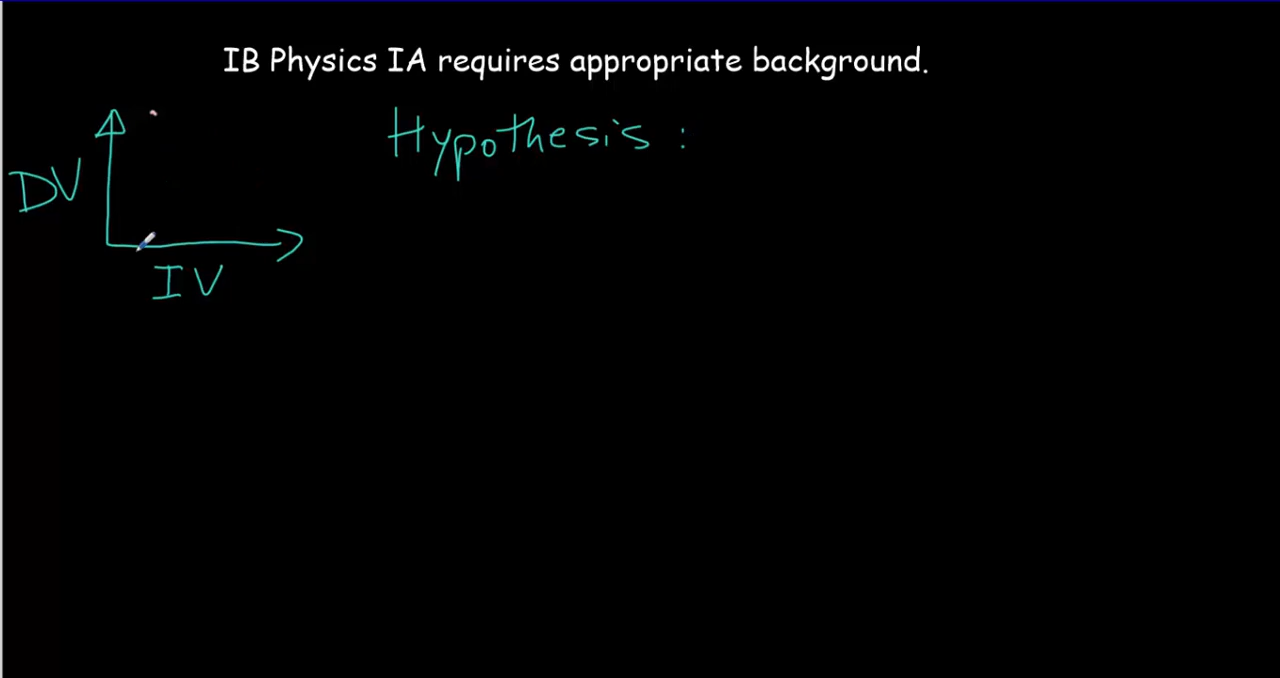 IB Physics IA requires appropriate background.
Hypothesis :
DV
IV